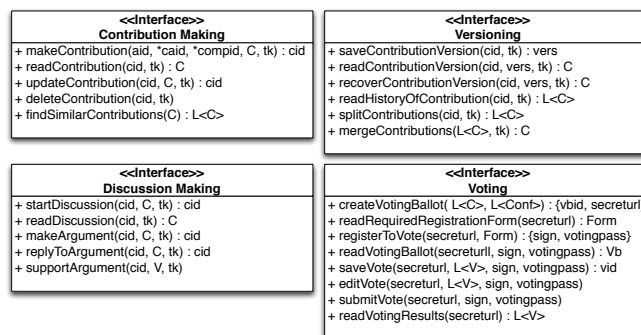 <<Interface>>
Contribution Making
+ makeContribution(aid, *caid, *compid, C, tk) : cid
+ readContribution(cid, tk) : C
+ updateContribution(cid, C, tk) : cid
+ deleteContribution(cid, tk)
+ findSimilarContributions(C) : L<C>
<<Interface>>
Versioning
+ saveContributionVersion(cid, tk) : vers
+ readContributionVersion(cid, vers, tk) : C
+ recoverContributionVersion(cid, vers, tk) : C
+ readHistoryOfContribution(cid, tk) : L<C>
+ splitContributions(cid, tk) : L<C>
+ mergeContributions(L<C>, tk) : C
<<Interface>>
Discussion Making
+ startDiscussion(cid, C, tk) : cid
+ readDiscussion(cid, tk) : C
+ makeArgument(cid, C, tk) : cid
+ replyToArgument(cid, C, tk) : cid
+ supportArgument(cid, V, tk)
<<Interface>>
Voting
+ createVotingBallot( L<C>, L<Conf>) : {vbid, secreturl
+ readRequiredRegistrationForm(secreturl) : Form
+ registerToVote(secreturl, Form) : {sign, votingpass}
+ readVotingBallot(secreturll, sign, votingpass) : Vb
+ saveVote(secreturl, L<V>, sign, votingpass) : vid
+ editVote(secreturl, L<V>, sign, votingpass)
+ submitVote(secreturl, sign, votingpass)
+ readVotingResults(secreturl) : L<V>